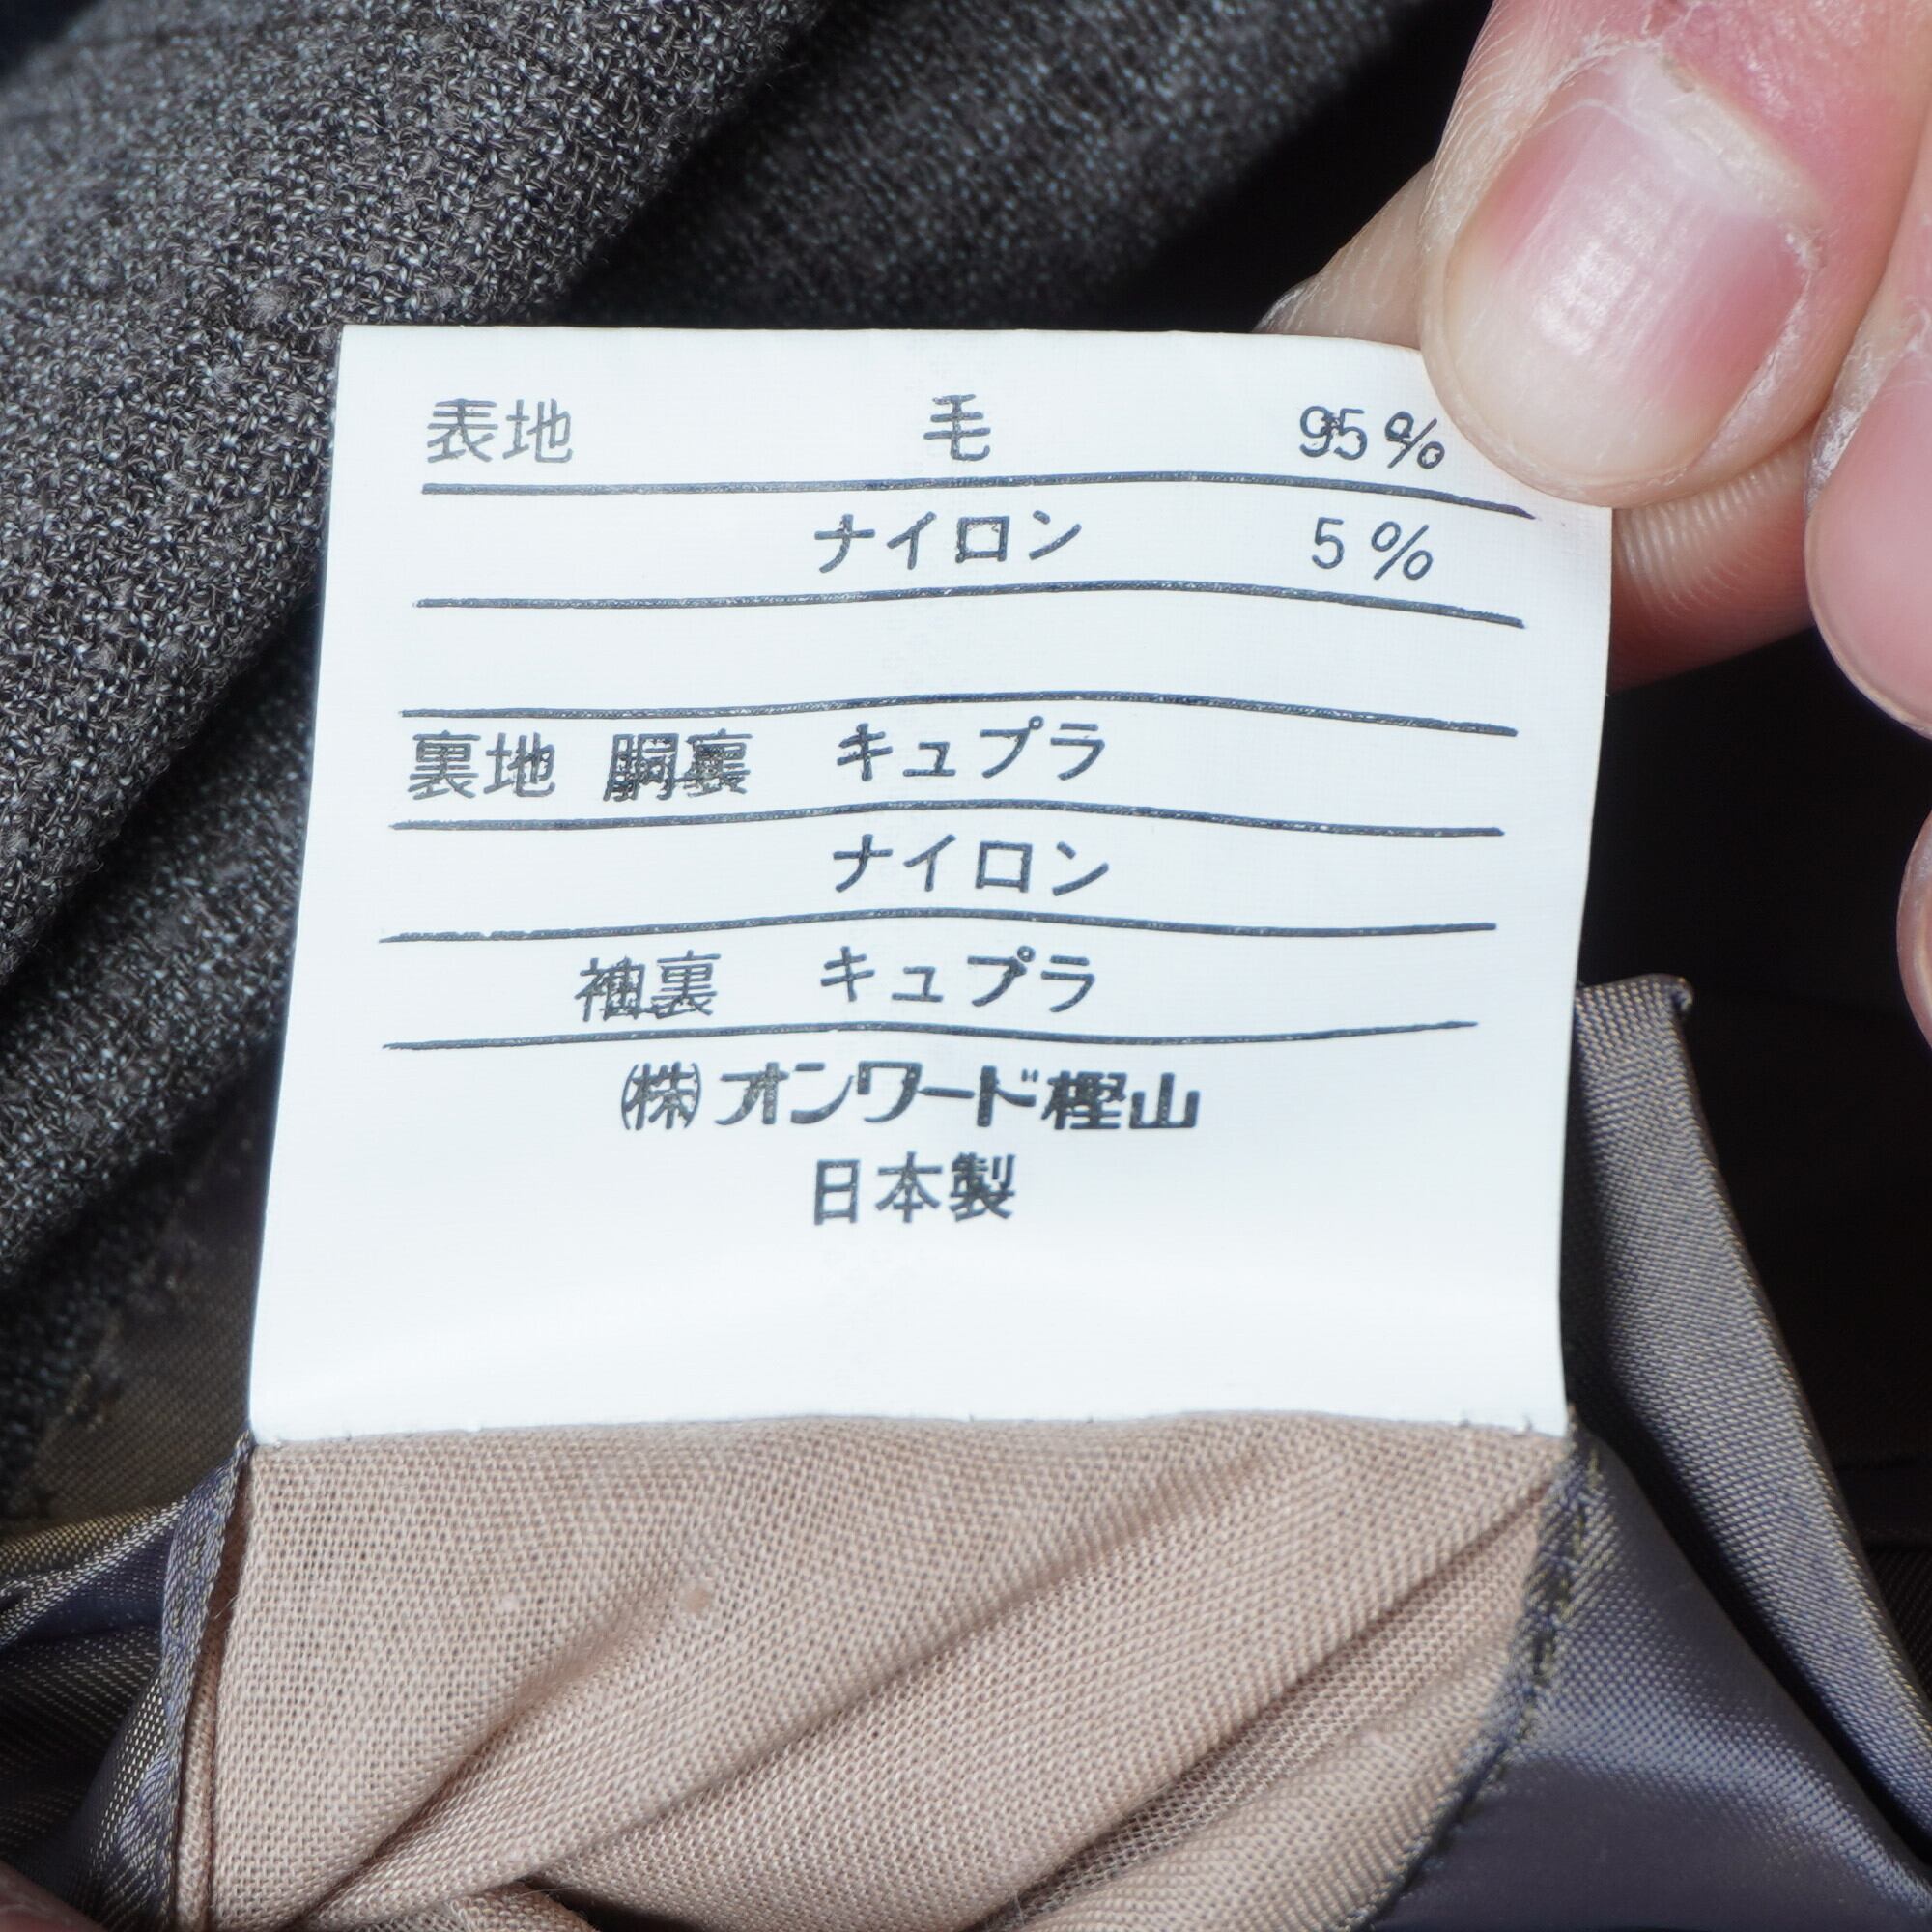 表地 毛 95%
ナイロン 5%
裏地 胴裏 キュプラ
ナイロン
袖裏 キュプラ
㈱オンワード樫山
日本製